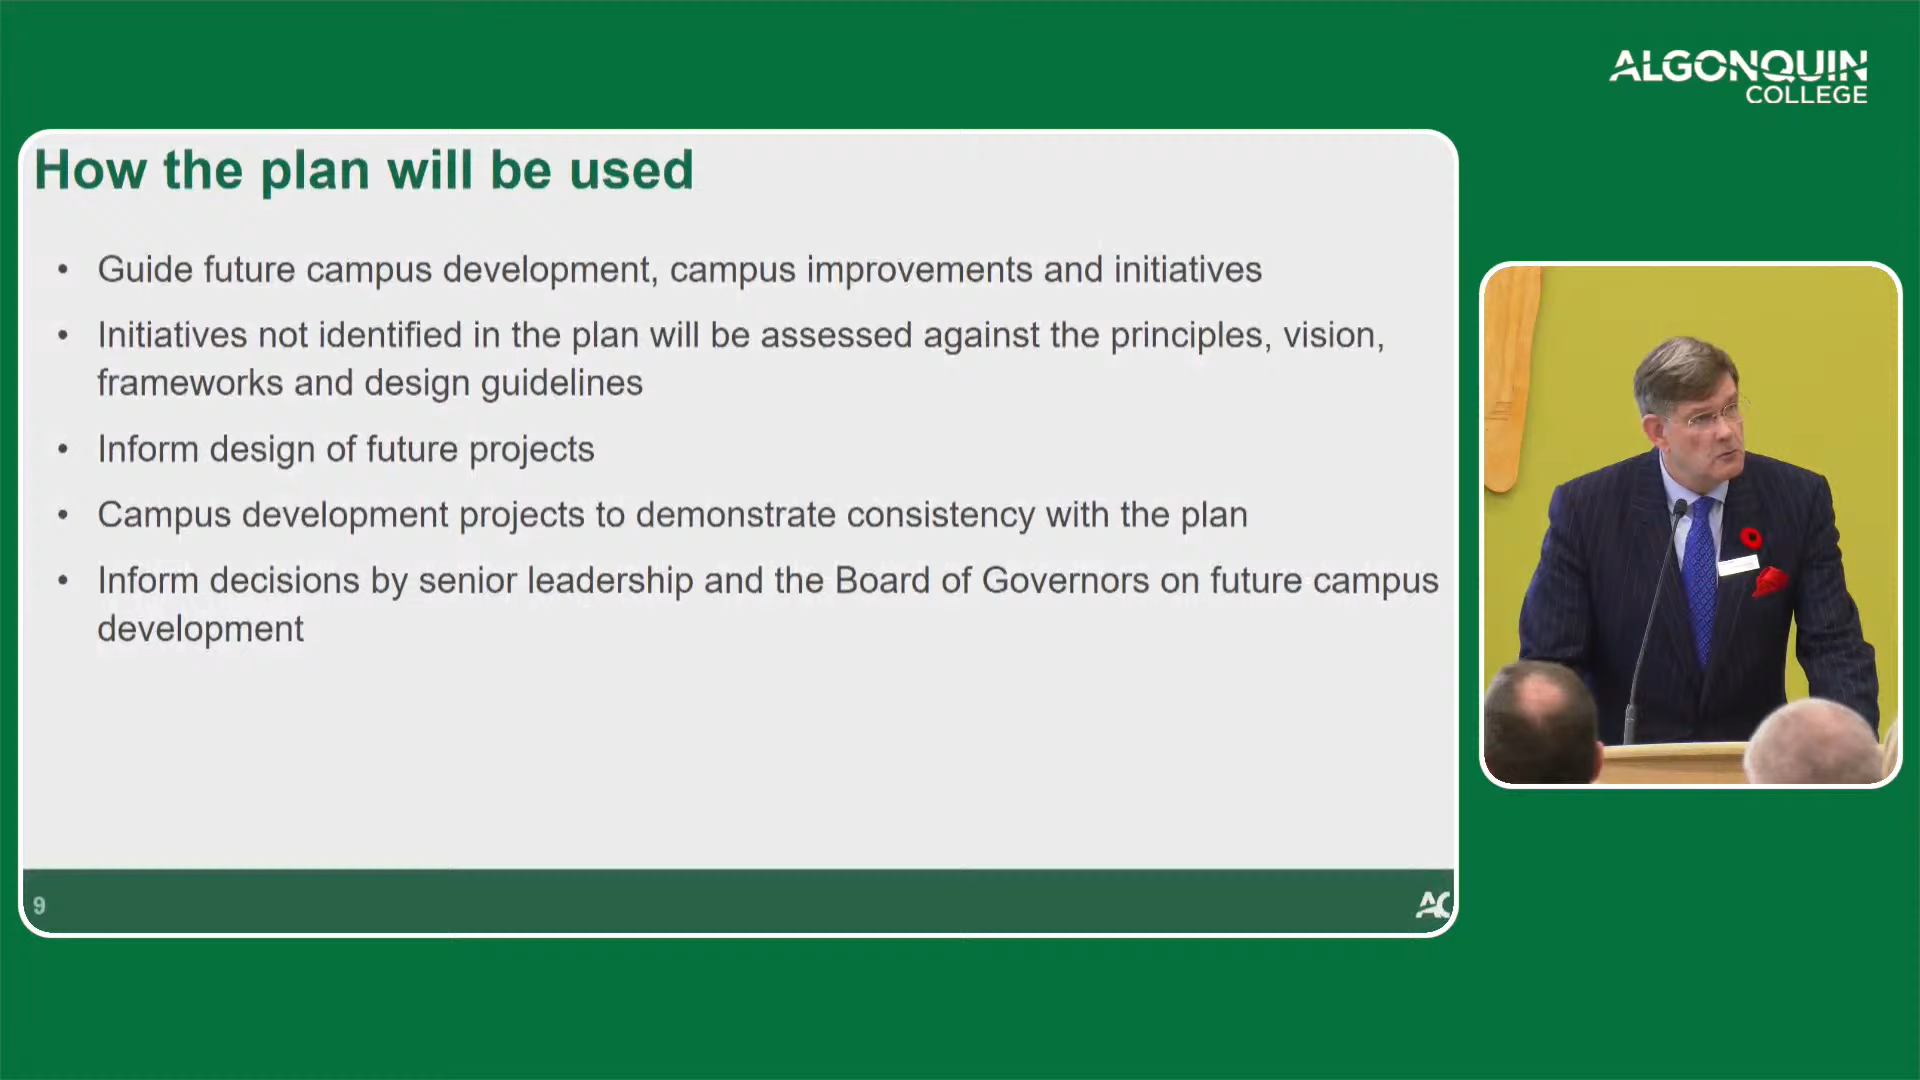 ALGONQUIN
COLLEGE
How the plan will be used
• Guide future campus development, campus improvements and initiatives
• Initiatives not identified in the plan will be assessed against the principles, vision,
frameworks and design guidelines
• Inform design of future projects
• Campus development projects to demonstrate consistency with the plan
• Inform decisions by senior leadership and the Board of Governors on future campus
development
9
AC